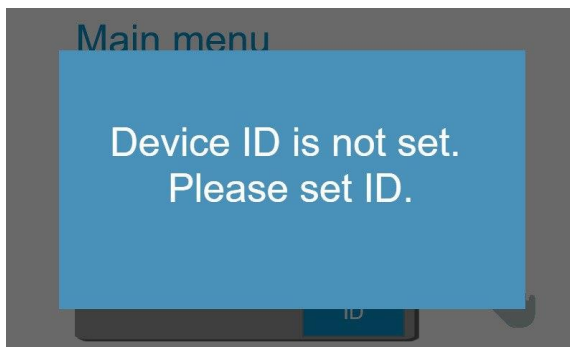 Main menu
Device ID is not set.
Please set ID.
ID